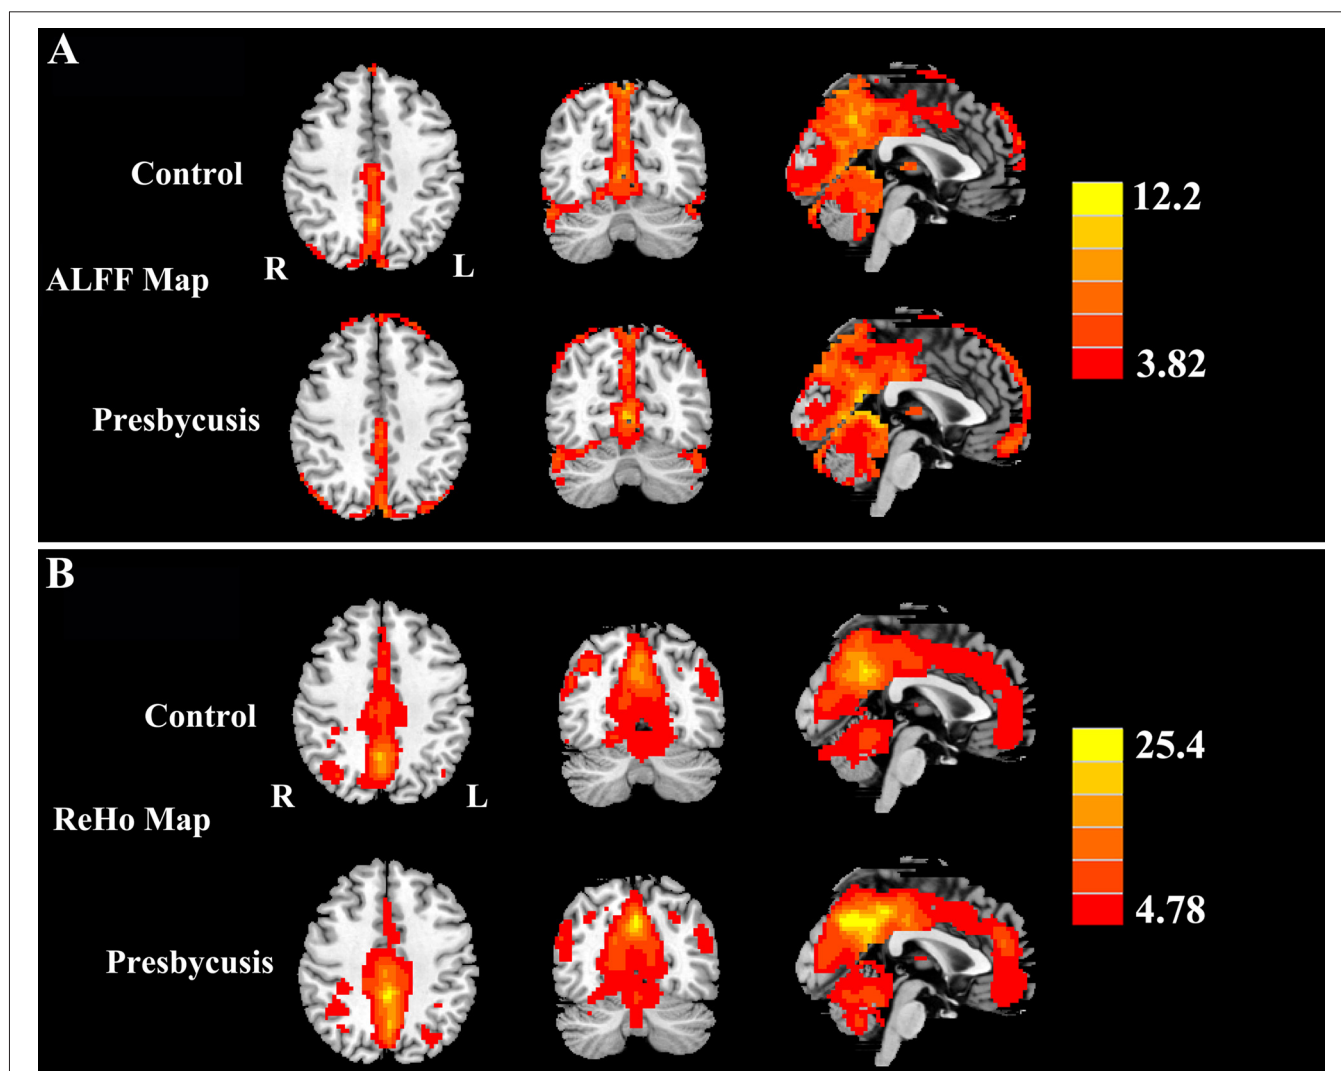 A
Control
12.2
R
L
ALFF Map
3.82
Presbycusis
B
Control
25.4
R
L
ReHo Map
4.78
Presbycusis